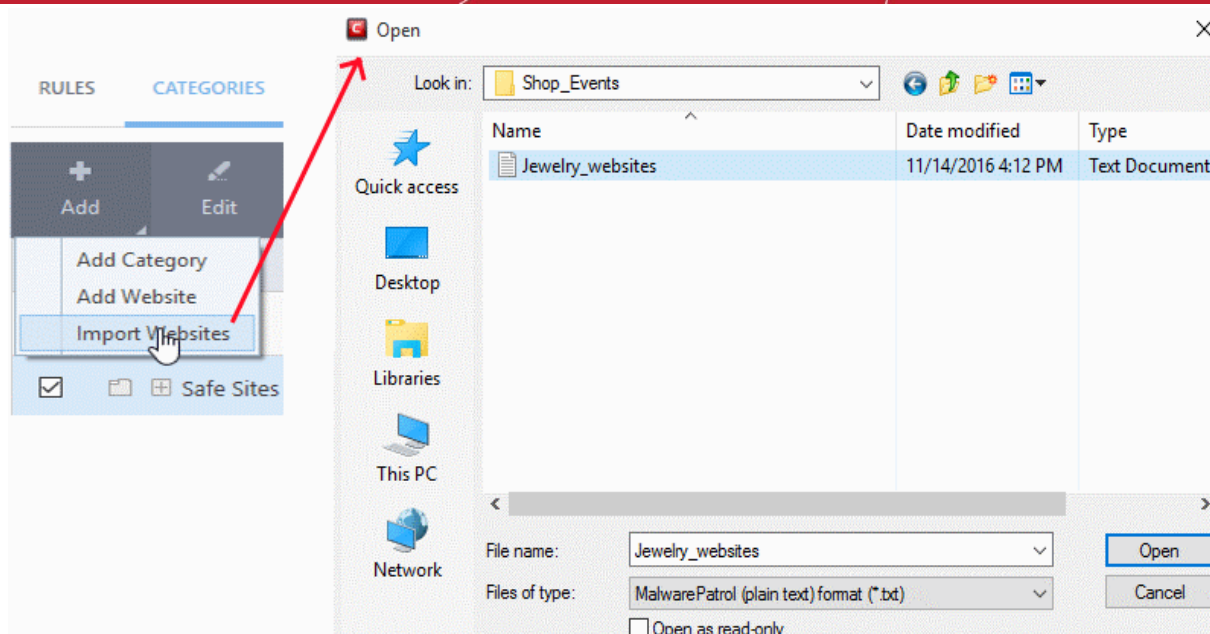 Open
RULES CATEGORIES
Look in: Shop_Events
Name Date modified Type
Jewelry_websites 11/14/2016 4:12 PM Text Document
Quick access
Add Edit
Add Category
Add Website
Import Websites
Safe Sites
Desktop
Libraries
This PC
Network
File name: Jewelry_websites Open
Files of type: MalwarePatrol (plain text) format (*.txt) Cancel
Open as read-only